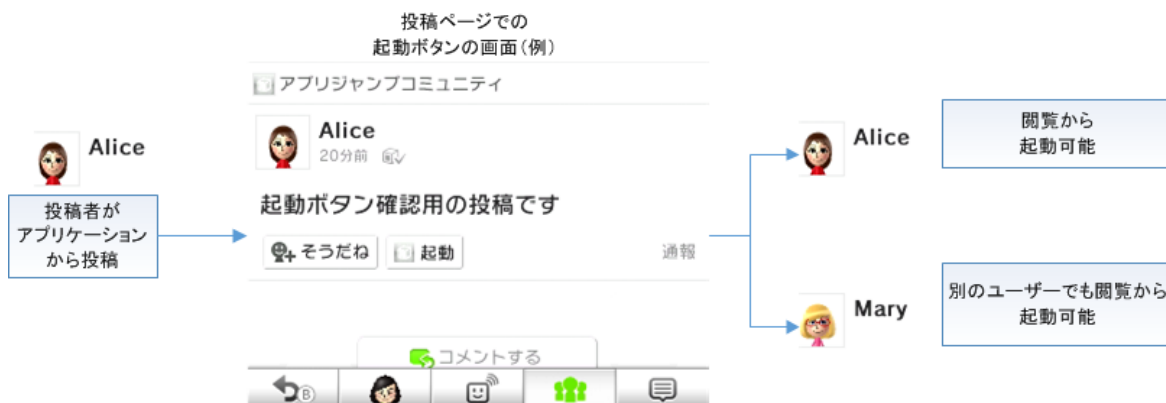 投稿ページでの
起動ボタンの画面(例)
アプリジャンプコミュニティ
Alice
20分前
起動ボタン確認用の投稿です
そうだね
起動
通報
コメントする
B
Alice
投稿者が
アプリケーション
から投稿
Alice
閲覧から
起動可能
Mary
別のユーザーでも閲覧から
起動可能